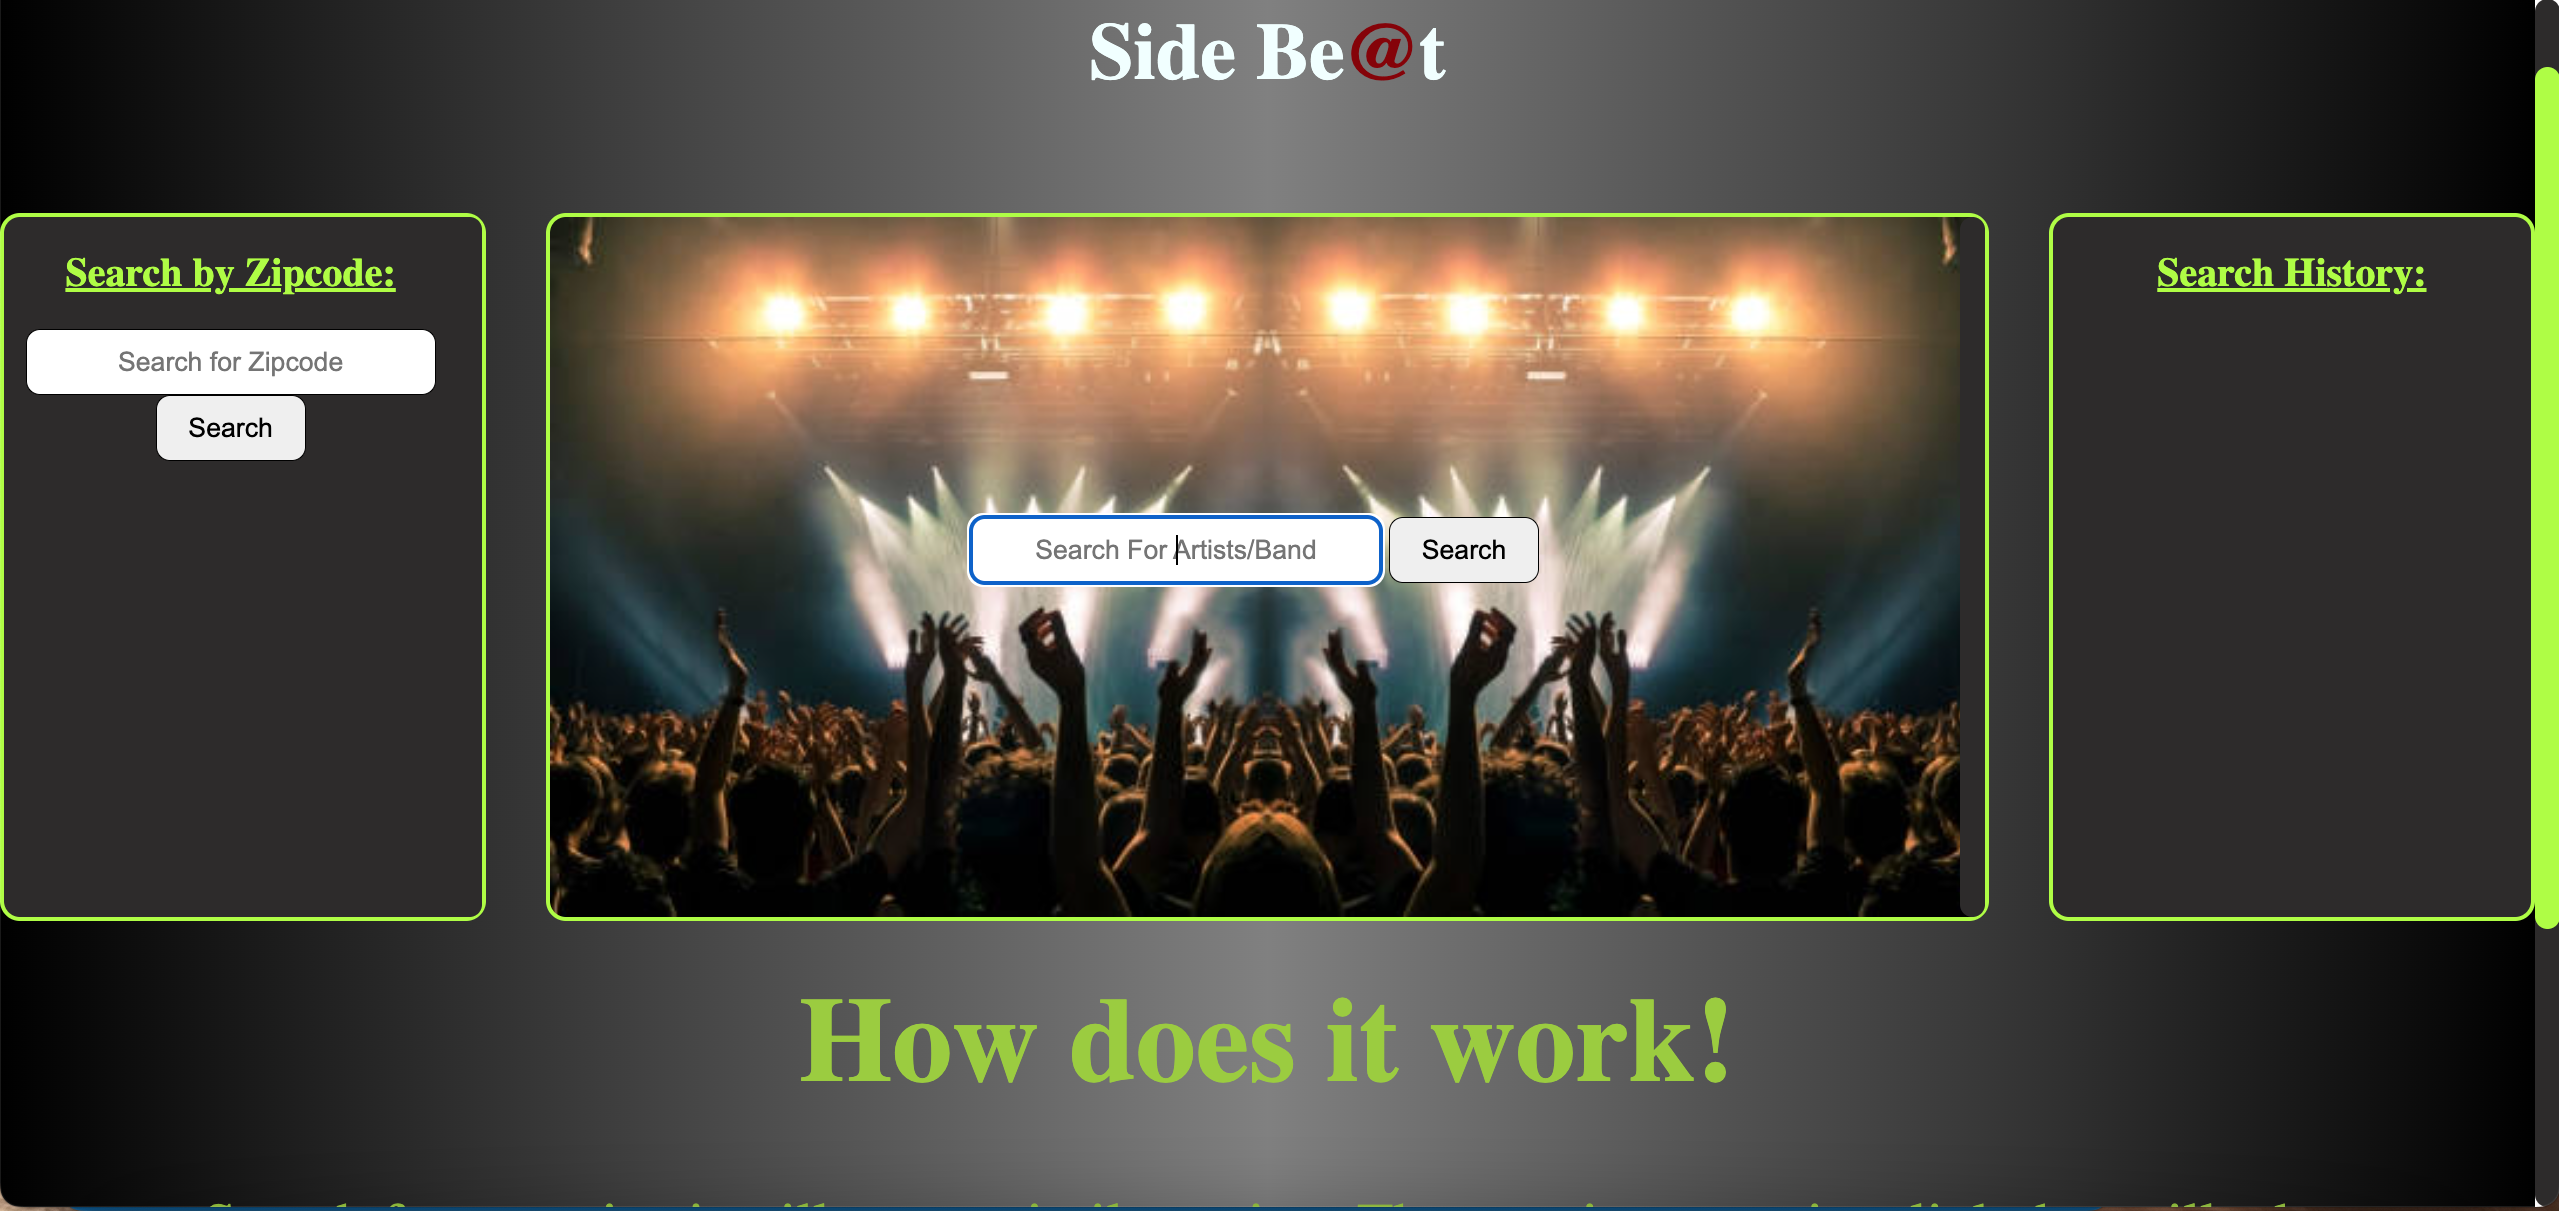 Side Be@t
Search by Zipcode:
Search for Zipcode
Search
Search For Artists/Band
Search
Search History:
How does it work!